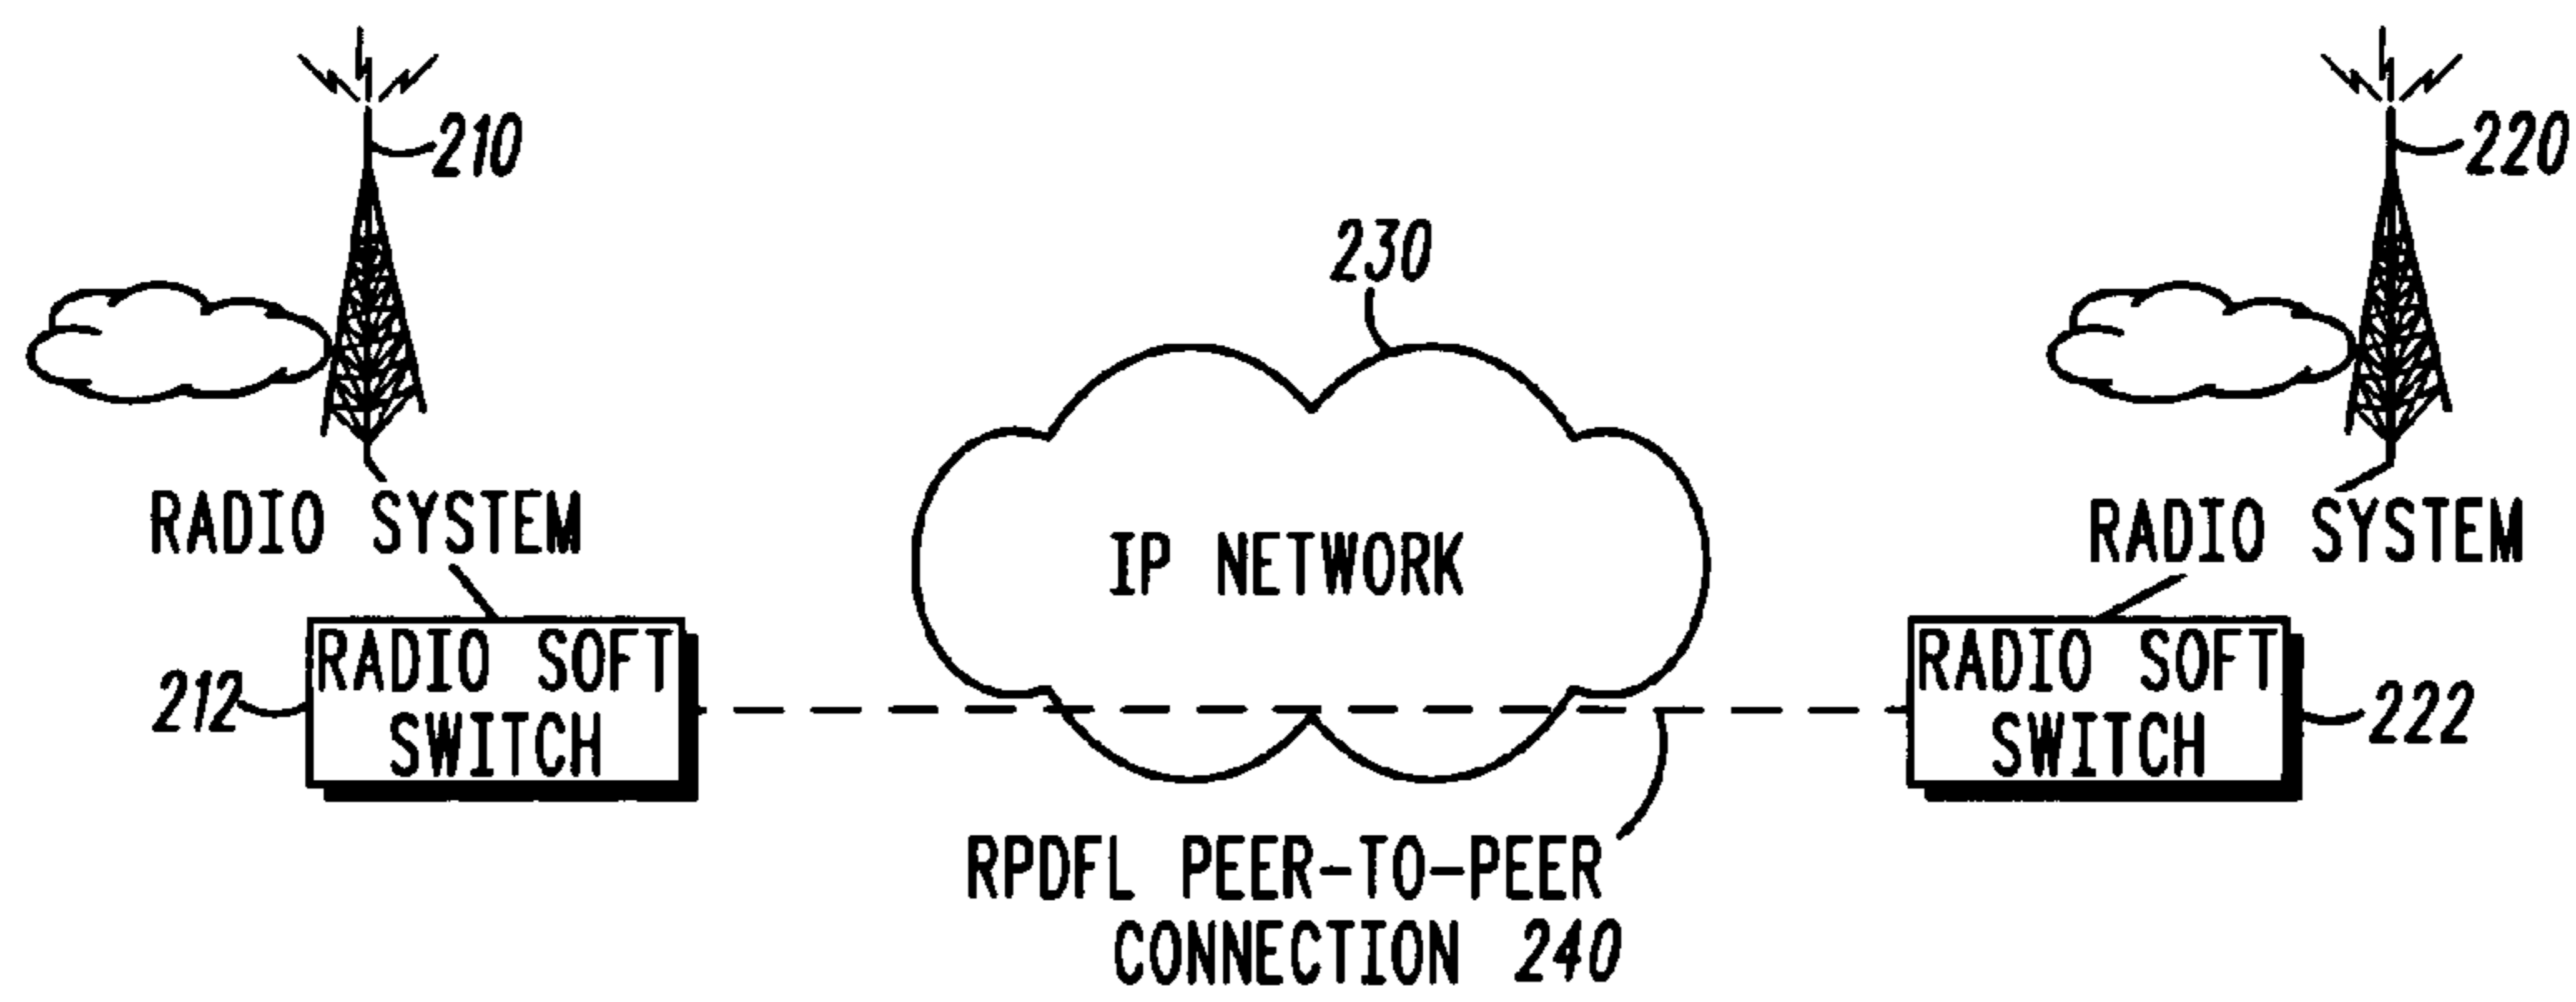 210
220
230
RADIO SYSTEM
RADIO SYSTEM
IP NETWORK
RADIO SOFT
SWITCH
212
RADIO SOFT
SWITCH
222
RPDFL PEER-TO-PEER
CONNECTION 240